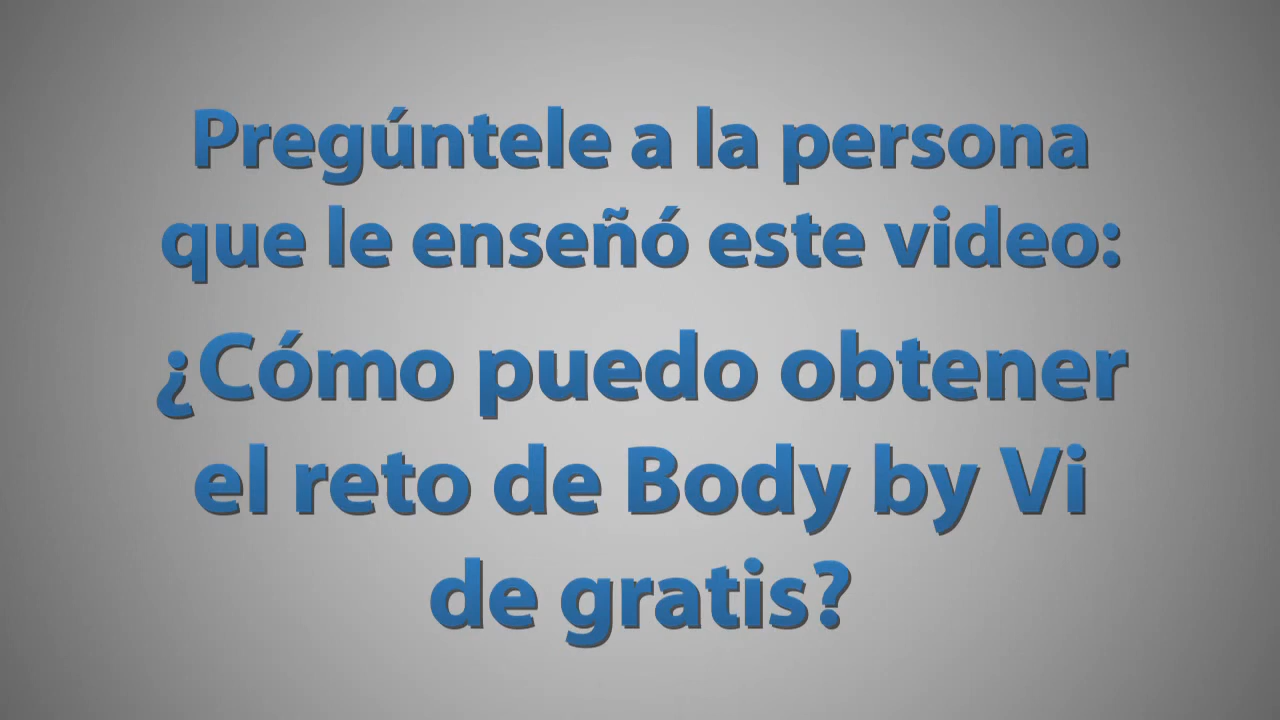 Pregúntele a la persona
que le enseñó este video:
¿Cómo puedo obtener
el reto de Body by Vi
de gratis?